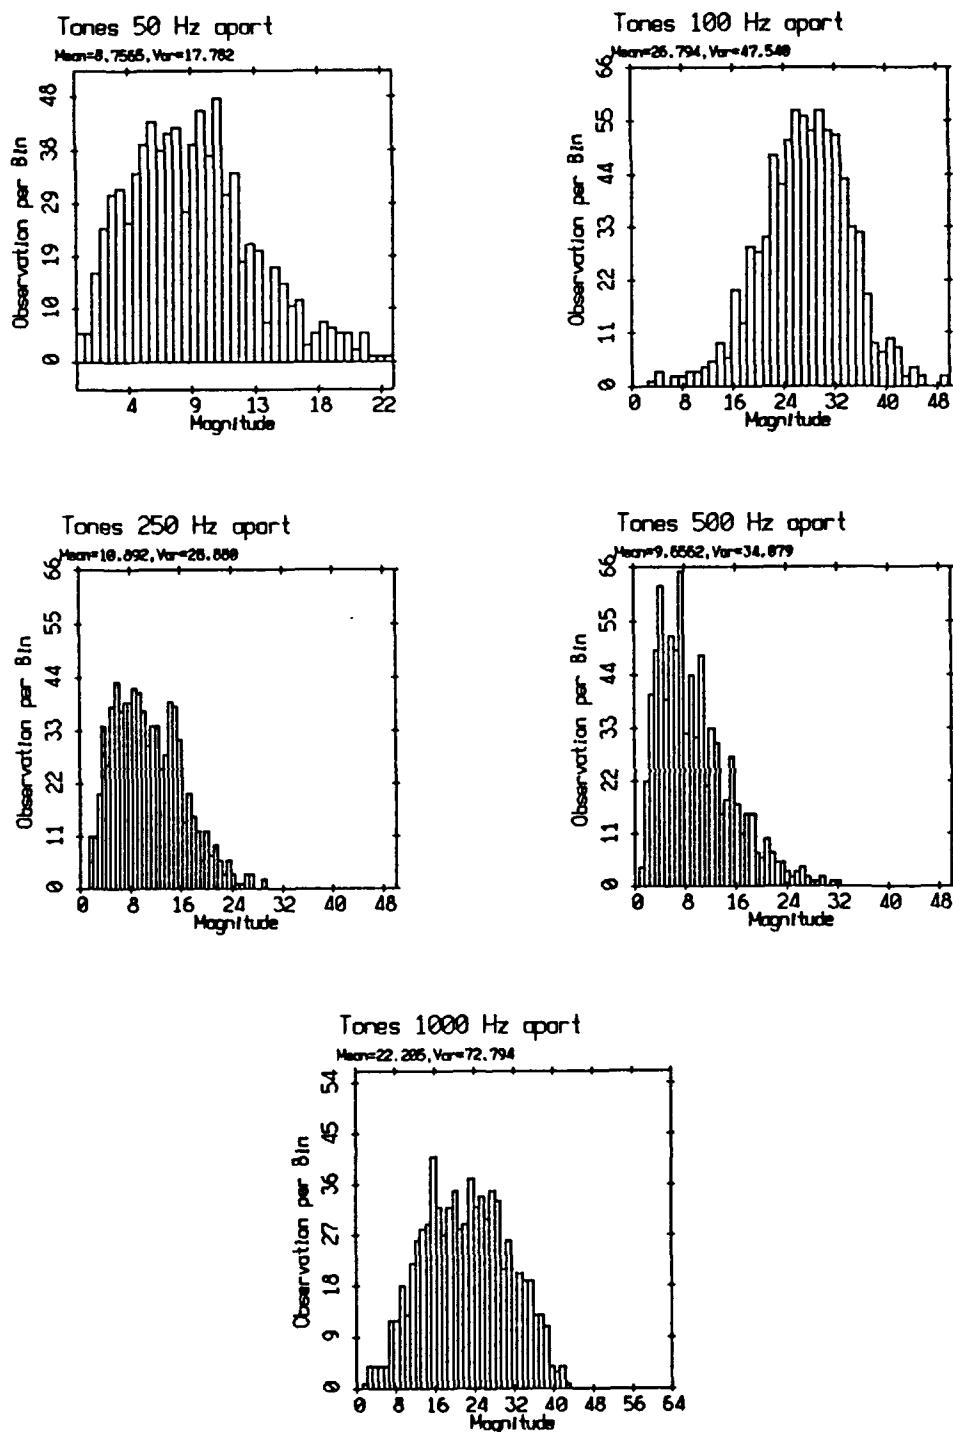 Tones 50 Hz apart
Mean=8.7565,Var=17.782
48
38
29
19
10
0
Observation per Bin
4 9 13 18 22
Magnitude
Tones 100 Hz apart
Mean=26.794,Var=47.540
66
55
44
33
22
11
0
Observation per Bin
0 8 16 24 32 40 48
Magnitude
Tones 250 Hz apart
Mean=10.892,Var=28.880
66
55
44
33
22
11
0
Observation per Bin
0 8 16 24 32 40 48
Magnitude
Tones 500 Hz apart
Mean=9.6562,Var=34.079
66
55
44
33
22
11
0
Observation per Bin
0 8 16 24 32 40 48
Magnitude
Tones 1000 Hz apart
Mean=22.205,Var=72.794
54
45
36
27
18
9
0
Observation per Bin
0 8 16 24 32 40 48 56 64
Magnitude